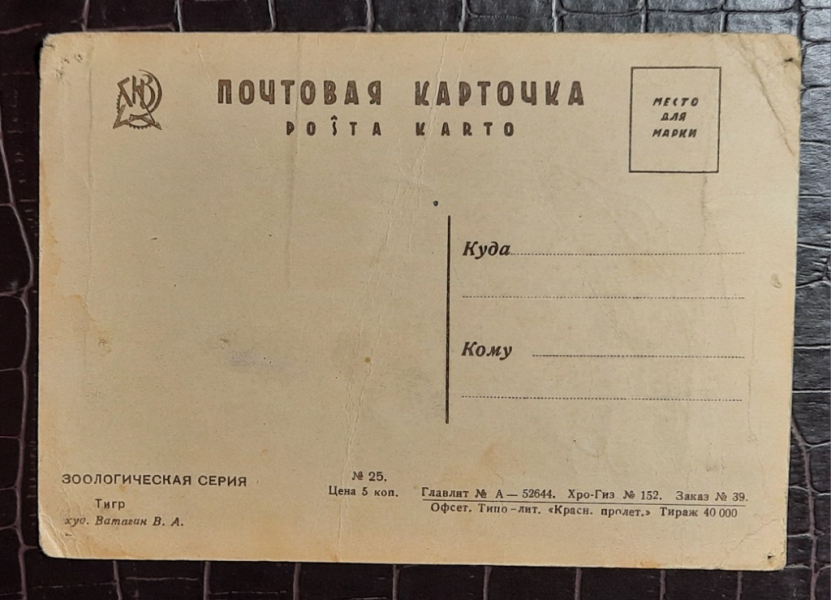 ПОЧТОВАЯ КАРТОЧКА
POŜTA KARTO
МЕСТО
ДЛЯ
МАРКИ
Куда
Кому
ЗООЛОГИЧЕСКАЯ СЕРИЯ
Тигр
худ. Ватагин В. А.
№ 25.
Цена 5 коп.
Главлит № А — 52644. Хро-Гиз № 152. Заказ № 39.
Офсет. Типо-лит. «Красн. пролет.» Тираж 40 000